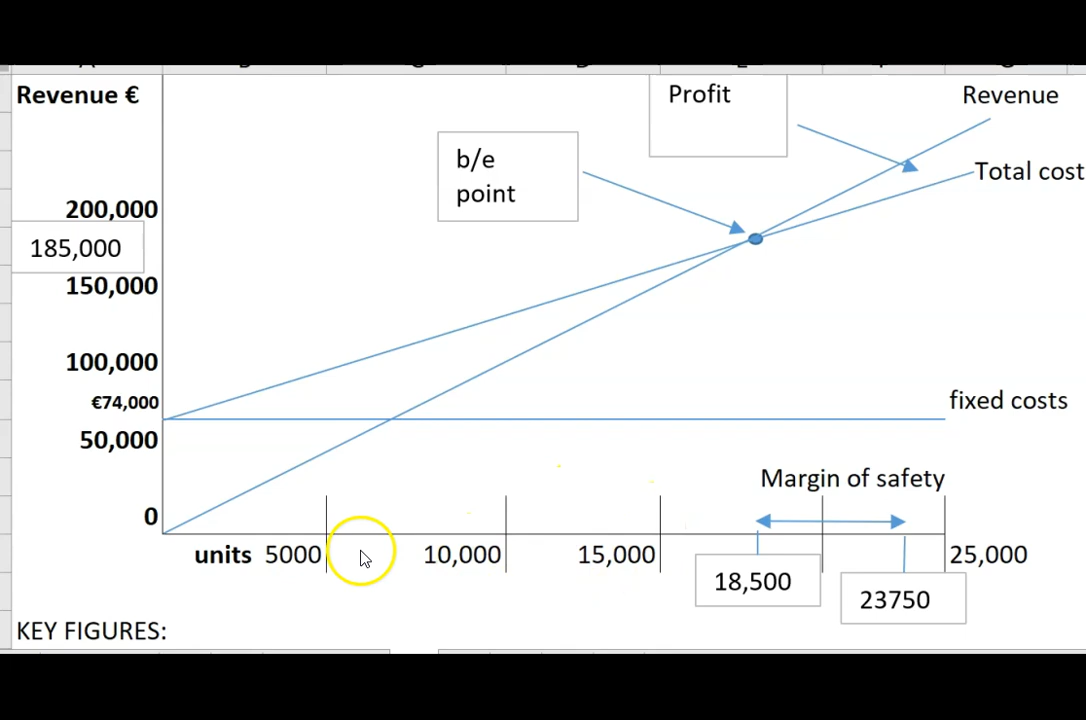 Revenue €
Profit
Revenue
b/e
point
Total cost
200,000
185,000
150,000
100,000
€74,000
fixed costs
50,000
Margin of safety
0
units 5000
10,000
15,000
18,500
23750
25,000
KEY FIGURES: